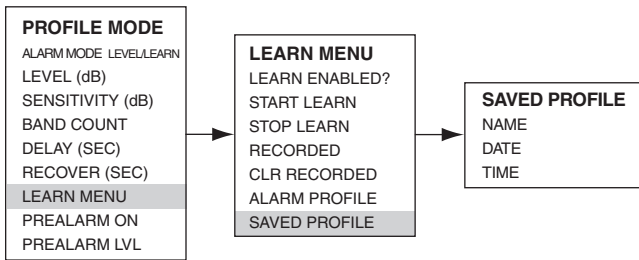 PROFILE MODE
ALARM MODE LEVEL/LEARN
LEVEL (dB)
SENSITIVITY (dB)
BAND COUNT
DELAY (SEC)
RECOVER (SEC)
LEARN MENU
PREALARM ON
PREALARM LVL
LEARN MENU
LEARN ENABLED?
START LEARN
STOP LEARN
RECORDED
CLR RECORDED
ALARM PROFILE
SAVED PROFILE
SAVED PROFILE
NAME
DATE
TIME